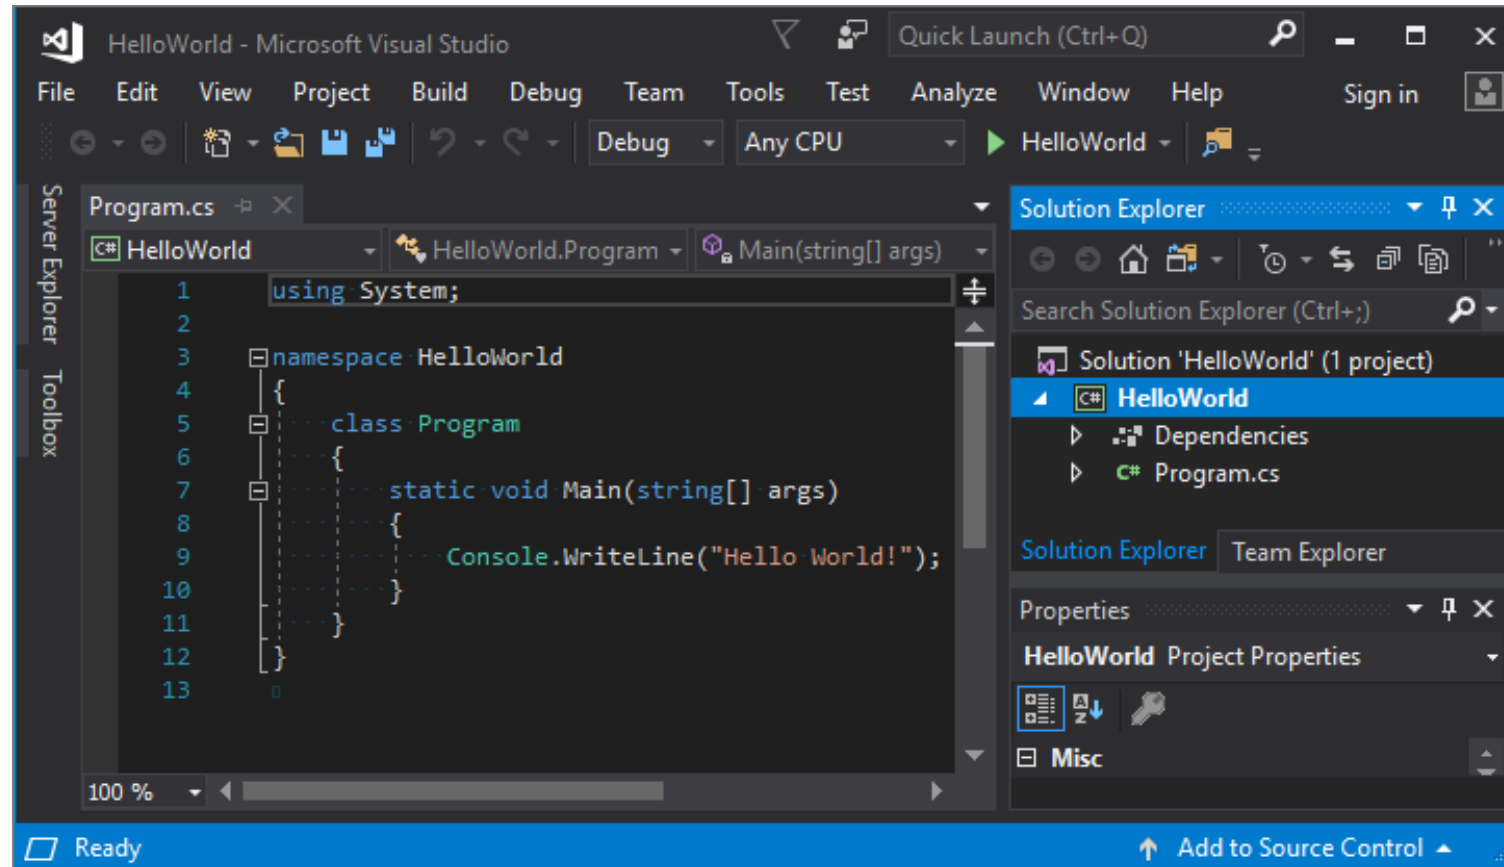 HelloWorld - Microsoft Visual Studio
Quick Launch (Ctrl+Q)
File Edit View Project Build Debug Team Tools Test Analyze Window Help Sign in
Debug Any CPU HelloWorld
Server Explorer
Toolbox
Program.cs
C# HelloWorld HelloWorld.Program Main(string[] args)
1 using System;
2
3 namespace HelloWorld
4 {
5 class Program
6 {
7 static void Main(string[] args)
8 {
9 Console.WriteLine("Hello World!");
10 }
11 }
12 }
13
100 %
Solution Explorer
Search Solution Explorer (Ctrl+;)
Solution 'HelloWorld' (1 project)
C# HelloWorld
Dependencies
C# Program.cs
Solution Explorer Team Explorer
Properties
HelloWorld Project Properties
A
Z
Misc
Ready
Add to Source Control